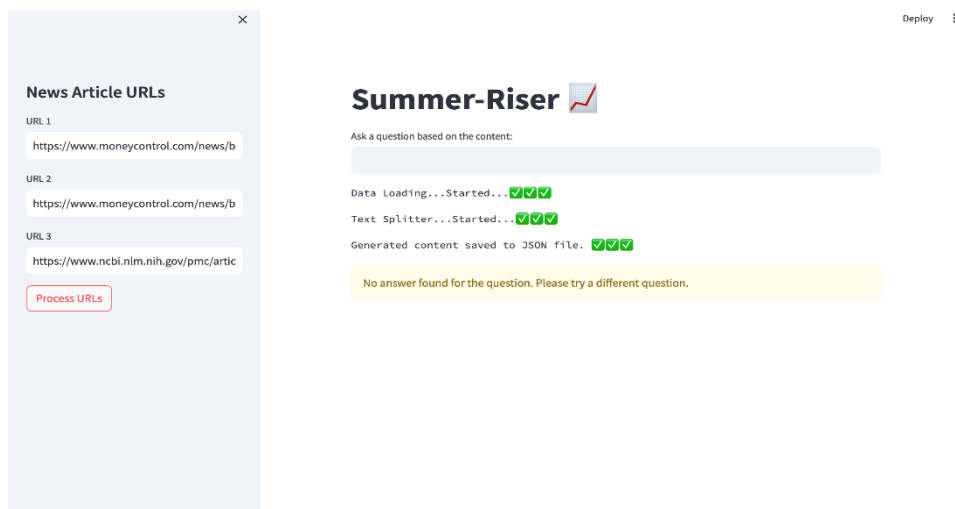 Deploy
News Article URLs
URL 1
https://www.moneycontrol.com/news/b
URL 2
https://www.moneycontrol.com/news/b
URL 3
https://www.ncbi.nlm.nih.gov/pmc/artic
Process URLs
Summer-Riser 📈
Ask a question based on the content:
Data Loading...Started...✅✅✅
Text Splitter...Started...✅✅✅
Generated content saved to JSON file. ✅✅✅
No answer found for the question. Please try a different question.